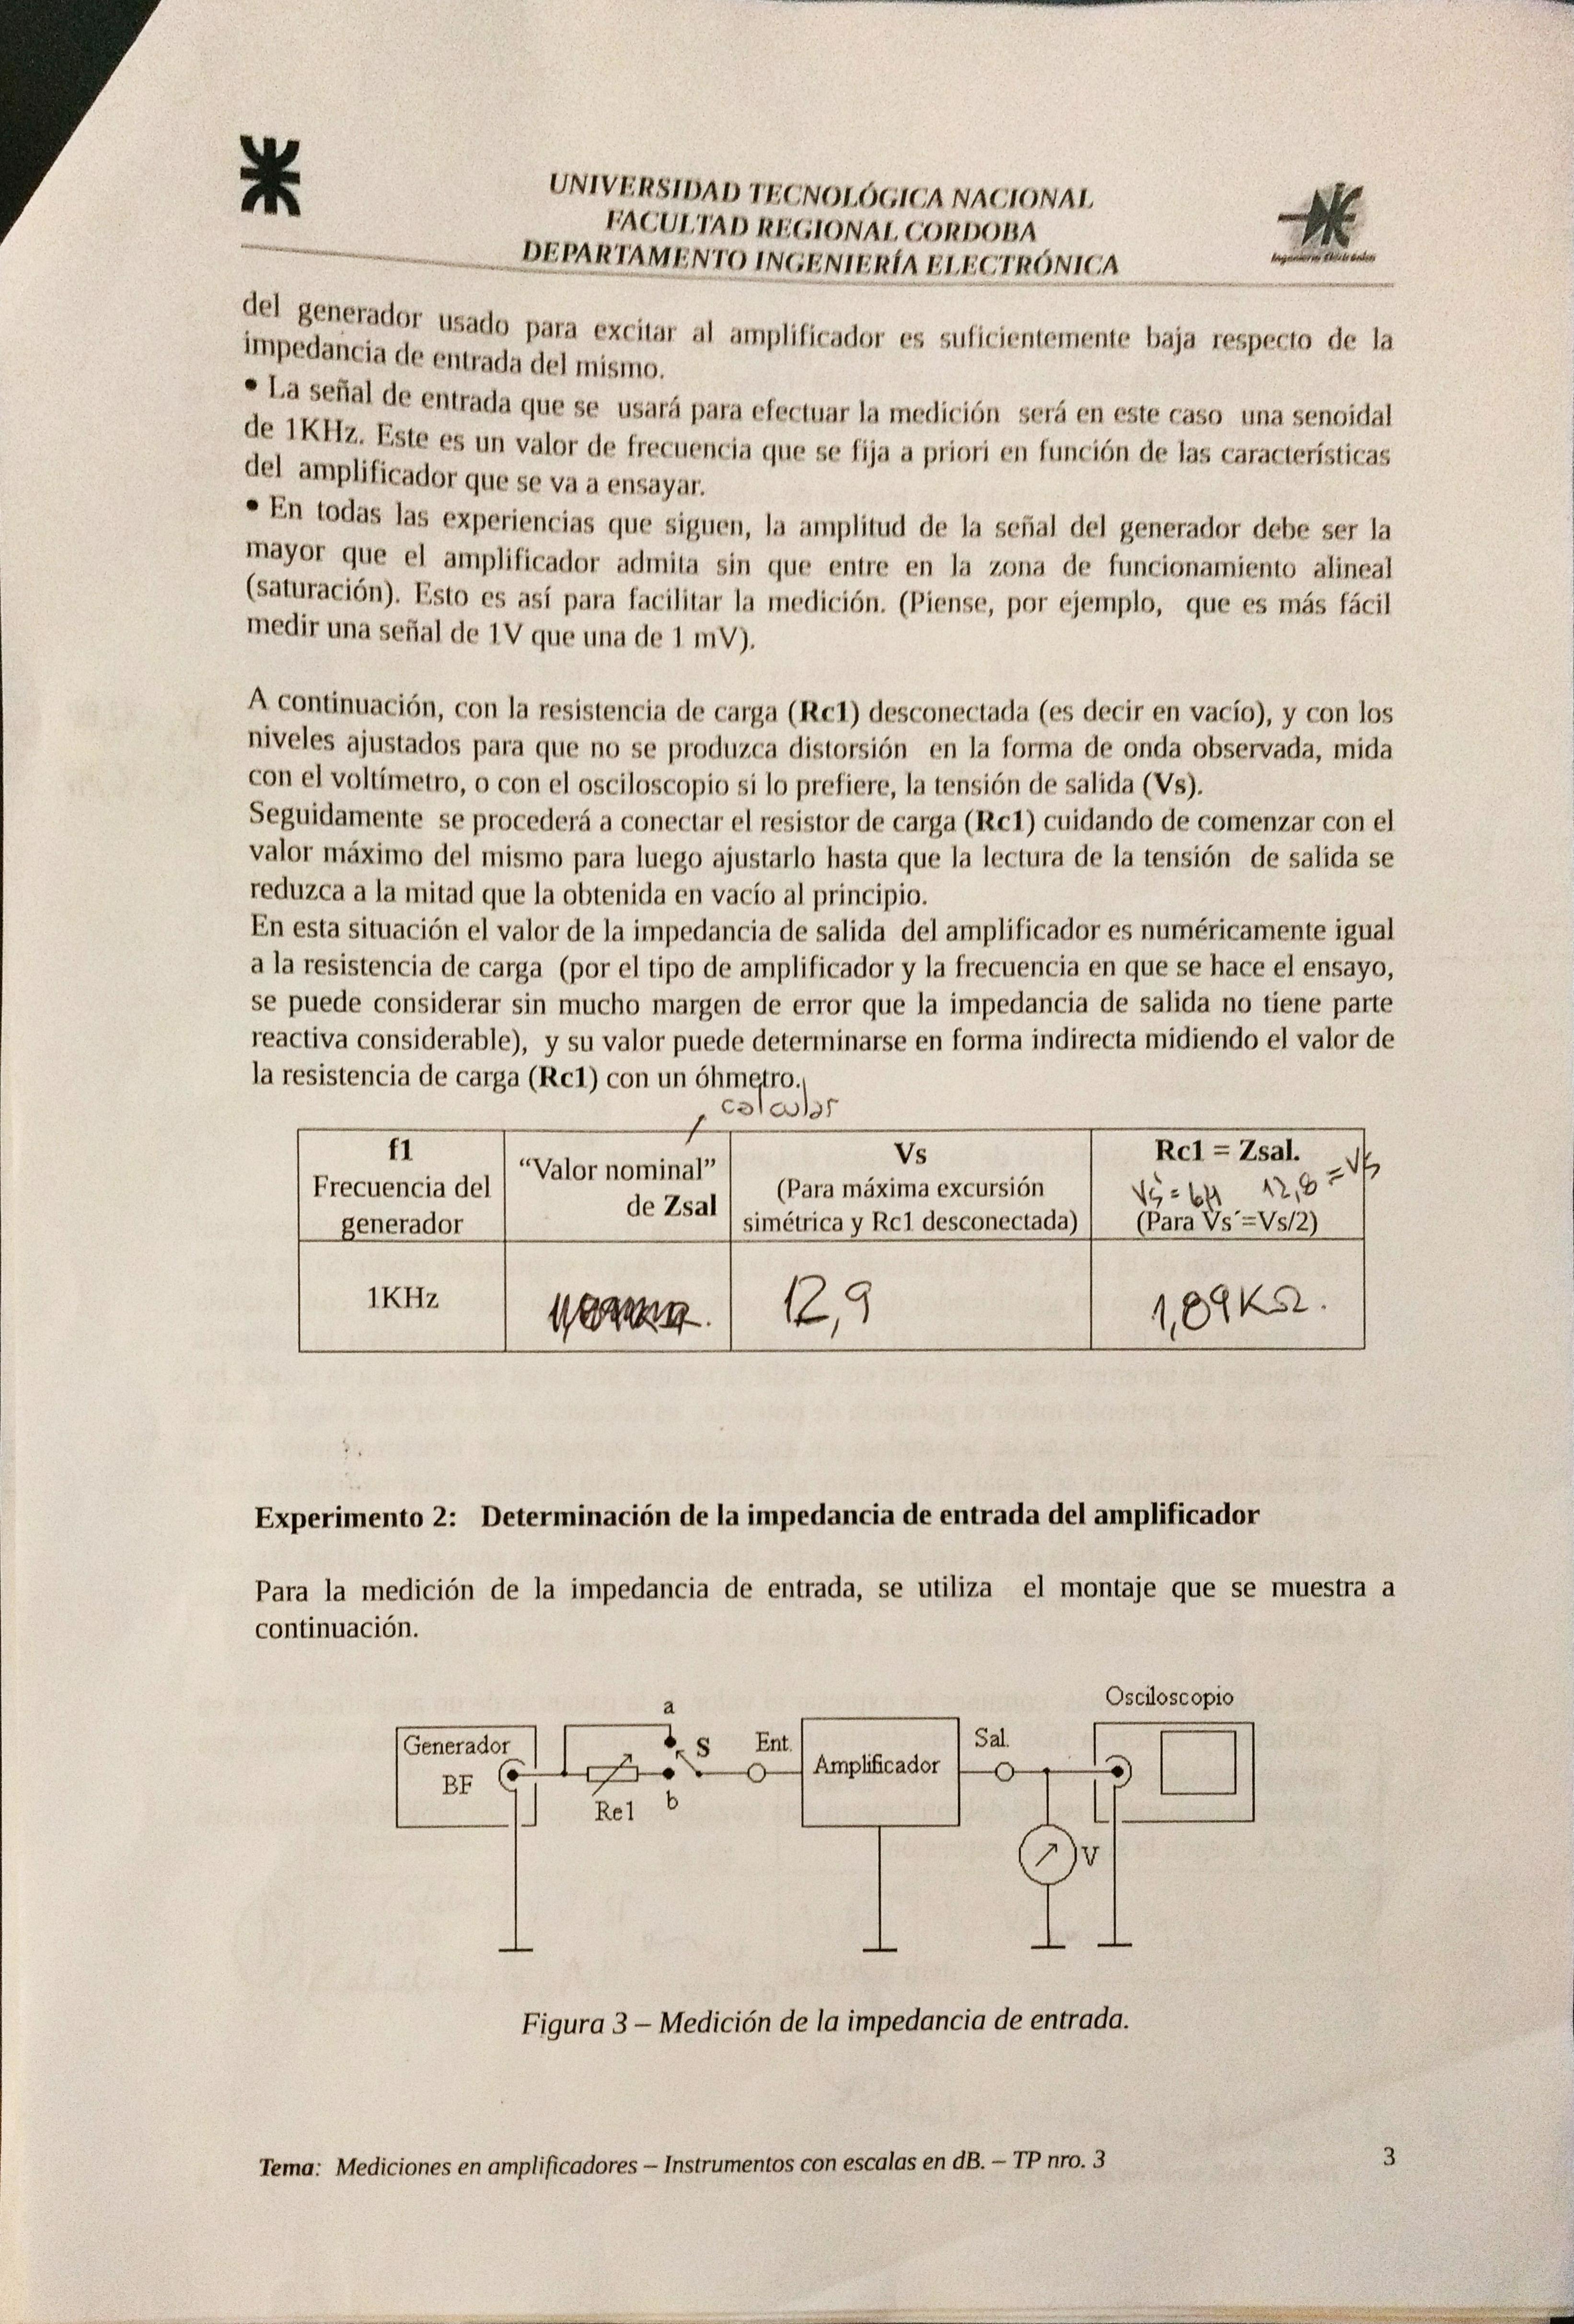 UNIVERSIDAD TECNOLÓGICA NACIONAL
FACULTAD REGIONAL CORDOBA
DEPARTAMENTO INGENIERÍA ELECTRÓNICA
del generador usado para excitar al amplificador es suficientemente baja respecto de la
impedancia de entrada del mismo.
• La señal de entrada que se usará para efectuar la medición será en este caso una senoidal
de 1KHz. Este es un valor de frecuencia que se fija a priori en función de las características
del amplificador que se va a ensayar.
• En todas las experiencias que siguen, la amplitud de la señal del generador debe ser la
mayor que el amplificador admita sin que entre en la zona de funcionamiento alineal
(saturación). Esto es así para facilitar la medición. (Piense, por ejemplo, que es más fácil
medir una señal de 1V que una de 1 mV).
A continuación, con la resistencia de carga (Rc1) desconectada (es decir en vacío), y con los
niveles ajustados para que no se produzca distorsión en la forma de onda observada, mida
con el voltímetro, o con el osciloscopio si lo prefiere, la tensión de salida (Vs).
Seguidamente se procederá a conectar el resistor de carga (Rc1) cuidando de comenzar con el
valor máximo del mismo para luego ajustarlo hasta que la lectura de la tensión de salida se
reduzca a la mitad que la obtenida en vacío al principio.
En esta situación el valor de la impedancia de salida del amplificador es numéricamente igual
a la resistencia de carga (por el tipo de amplificador y la frecuencia en que se hace el ensayo,
se puede considerar sin mucho margen de error que la impedancia de salida no tiene parte
reactiva considerable), y su valor puede determinarse en forma indirecta midiendo el valor de
la resistencia de carga (Rc1) con un óhmetro.
calcular
f1
Frecuencia del
generador
“Valor nominal”
de Zsal
Vs
(Para máxima excursión
simétrica y Rc1 desconectada)
Rc1 = Zsal.
Vs´= 12,8 = Vs
(Para Vs´=Vs/2)
1KHz
12,9
1,89KΩ.
Experimento 2: Determinación de la impedancia de entrada del amplificador
Para la medición de la impedancia de entrada, se utiliza el montaje que se muestra a
continuación.
Osciloscopio
a
Generador
BF
S
Ent.
Amplificador
Sal.
Re1
b
V
Figura 3 – Medición de la impedancia de entrada.
Tema: Mediciones en amplificadores – Instrumentos con escalas en dB. – TP nro. 3
3